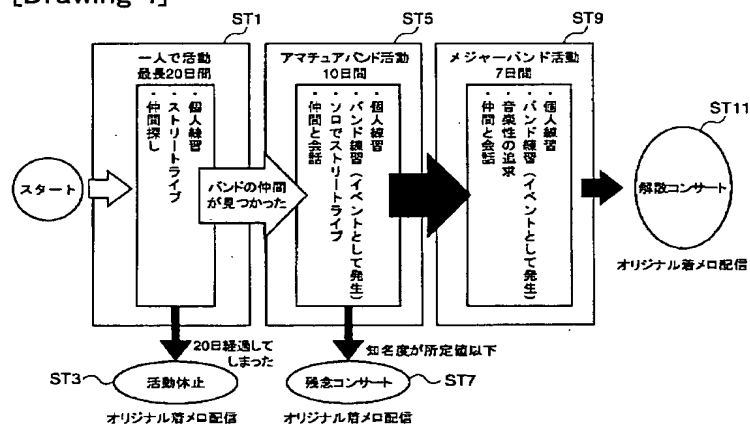 [Drawing 4]
ST1
ST5
ST9
ST11
一人で活動
最長20日間
・個人練習
・ストリートライブ
・仲間探し
アマチュアバンド活動
10日間
・個人練習
・バンド練習(イベントとして発生)
・ソロでストリートライブ
・仲間と会話
メジャーバンド活動
7日間
・個人練習
・バンド練習(イベントとして発生)
・音楽性の追求
・仲間と会話
スタート
バンドの仲間
が見つかった
解散コンサート
オリジナル着メロ配信
20日経過して
しまった
知名度が所定値以下
ST3
活動休止
残念コンサート
ST7
オリジナル着メロ配信
オリジナル着メロ配信